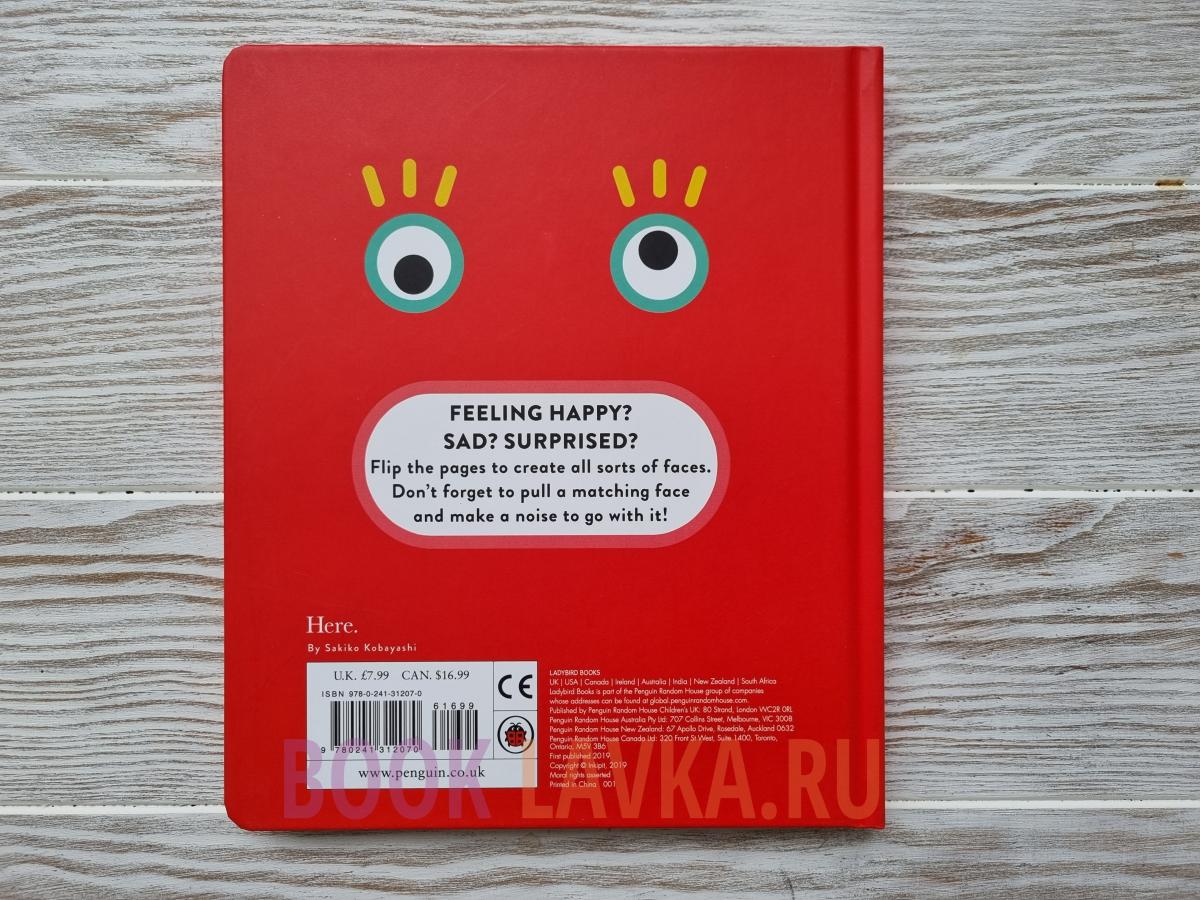 FEELING HAPPY?
SAD? SURPRISED?
Flip the pages to create all sorts of faces.
Don't forget to pull a matching face
and make a noise to go with it!
Here.
By Sakiko Kobayashi
U.K. £7.99 CAN. $16.99
ISBN 978-0-241-31207-0
61699
9 780241 312070
www.penguin.co.uk
CE
LADYBIRD BOOKS
UK | USA | Canada | Ireland | Australia | India | New Zealand | South Africa
Ladybird Books is part of the Penguin Random House group of companies
whose addresses can be found at global.penguinrandomhouse.com.
Published by Penguin Random House Children's UK: 80 Strand, London WC2R 0RL
Penguin Random House Australia Pty Ltd: 707 Collins Street, Melbourne, VIC 3008
Penguin Random House New Zealand: 67 Apollo Drive, Rosedale, Auckland 0632
Penguin Random House Canada Ltd: 320 Front St West, Suite 1400, Toronto,
Ontario, M5V 3B6
First published 2019
Copyright © Inkipit, 2019
Moral rights asserted
Printed in China 001
BOOK LAVKA.RU